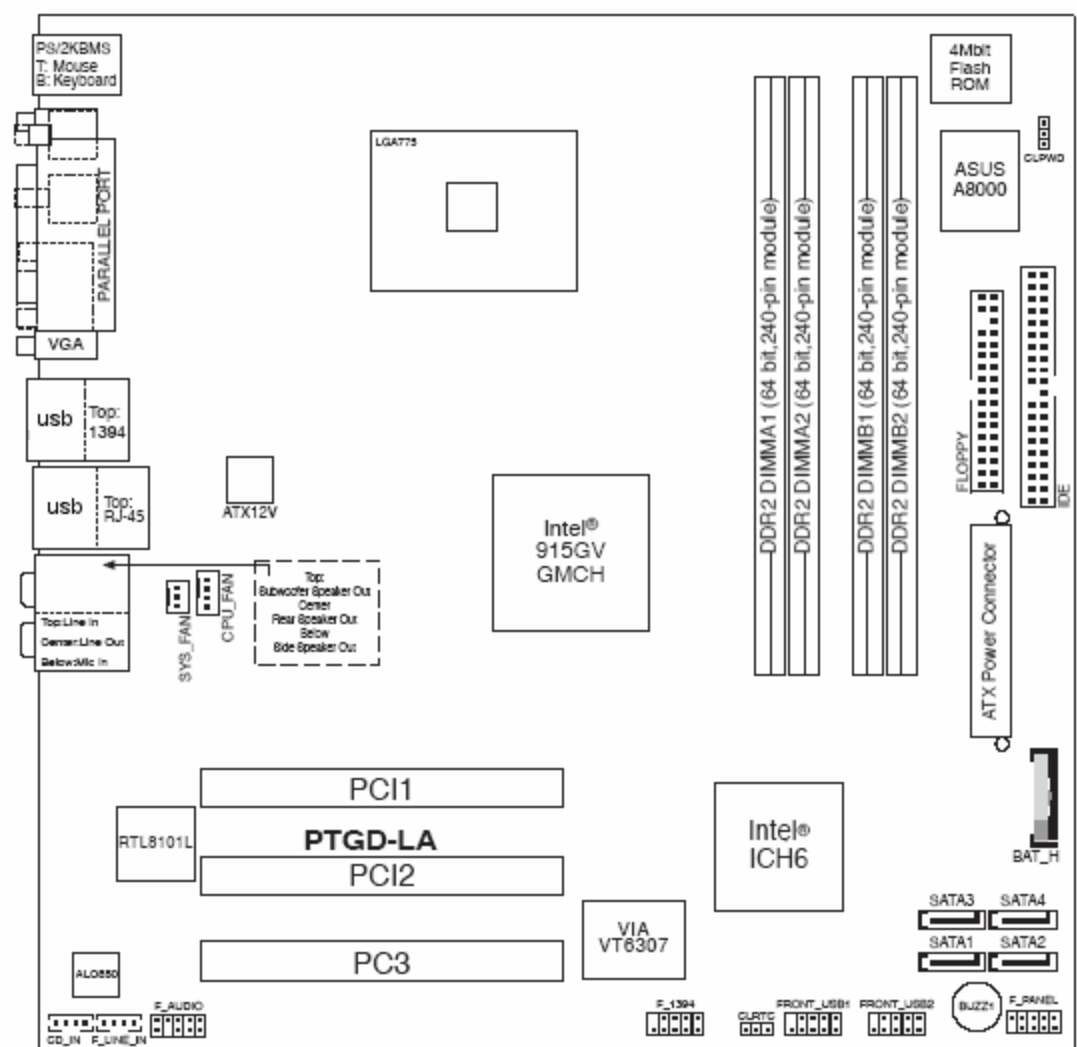 PS/2KBMS
T: Mouse
B: Keyboard
PARALLEL PORT
VGA
usb
Top:
1394
usb
Top:
RJ-45
Top:Line In
Center:Line Out
Below:Mic In
LGA775
ATX12V
SYS_FAN
CPU_FAN
Top:
Subwoofer Speaker Out
Center
Rear Speaker Out
Below
Side Speaker Out
Intel®
915GV
GMCH
DDR2 DIMMA1 (64 bit,240-pin module)
DDR2 DIMMA2 (64 bit,240-pin module)
DDR2 DIMMB1 (64 bit,240-pin module)
DDR2 DIMMB2 (64 bit,240-pin module)
4Mbit
Flash
ROM
ASUS
A8000
CLPWD
FLOPPY
IDE
ATX Power Connector
BAT_H
PCI1
RTL8101L
PTGD-LA
PCI2
PC3
Intel®
ICH6
VIA
VT6307
SATA3
SATA4
SATA1
SATA2
BUZZ1
F_PANEL
F_AUDIO
CD_IN
F_LINE_IN
F_1394
CLRTC
FRONT_USB1
FRONT_USB2